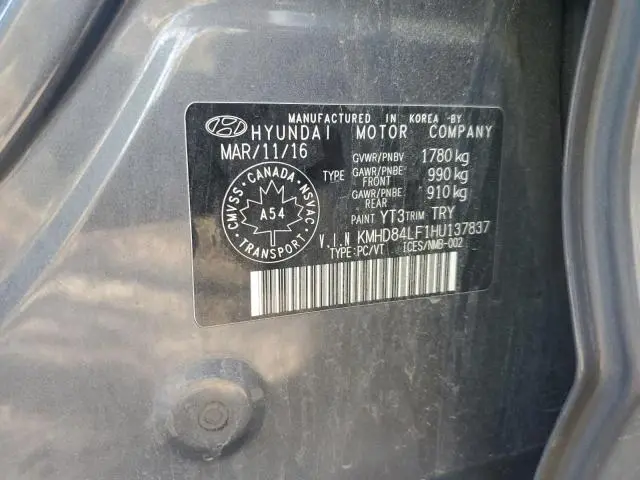 MANUFACTURED IN KOREA -BY
HYUNDAI MOTOR COMPANY
MAR/11/16 GVWR/PNBV 1780 kg
TYPE GAWR/PNBE FRONT 990 kg
GAWR/PNBE REAR 910 kg
PAINT YT3 TRIM TRY
V.I.N KMHD84LF1HU137837
TYPE:PC/VT ICES/NMB-002
CMVSS · CANADA · NSVAC
A54
TRANSPORT